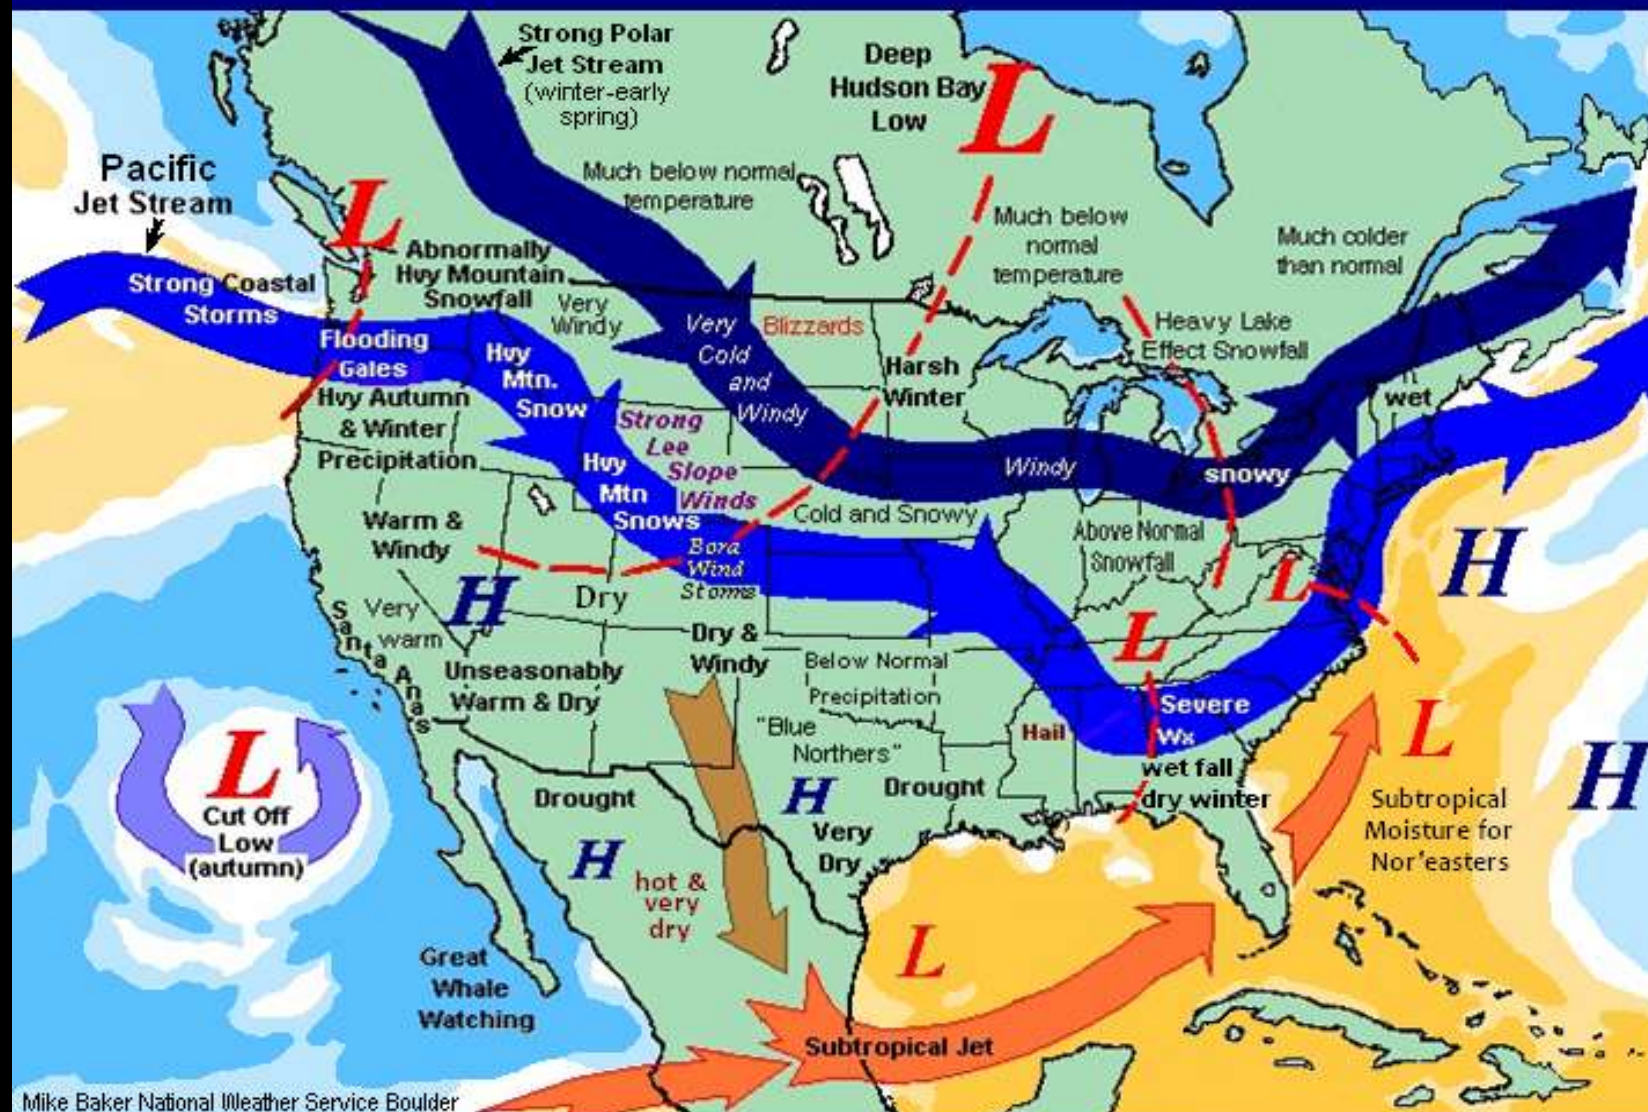 Strong Polar
Jet Stream
(winter-early
spring)
Deep
Hudson Bay
Low
L
Pacific
Jet Stream
Much below normal
temperature
Much below
normal
temperature
Much colder
than normal
L
Abnormally
Hvy Mountain
Snowfall
Strong Coastal
Storms
Very
Windy
Very
Cold
and
Windy
Blizzards
Heavy Lake
Effect Snowfall
Flooding
Gales
Hvy
Mtn.
Snow
Harsh
Winter
wet
Hvy Autumn
& Winter
Precipitation
Strong
Lee
Slope
Winds
Hvy
Mtn
Snows
Windy
snowy
Warm &
Windy
Cold and Snowy
Above Normal
Snowfall
H
Bora
Wind
Storms
H
Dry
L
L
Santa Anas
Very
warm
Dry &
Windy
Unseasonably
Warm & Dry
Below Normal
Precipitation
"Blue
Northers"
Hail
Severe
Wx
L
L
Cut Off
Low
(autumn)
Drought
H
Drought
wet fall
dry winter
H
Subtropical
Moisture for
Nor'easters
H
Very
Dry
hot &
very
dry
L
Great
Whale
Watching
Subtropical Jet
Mike Baker National Weather Service Boulder